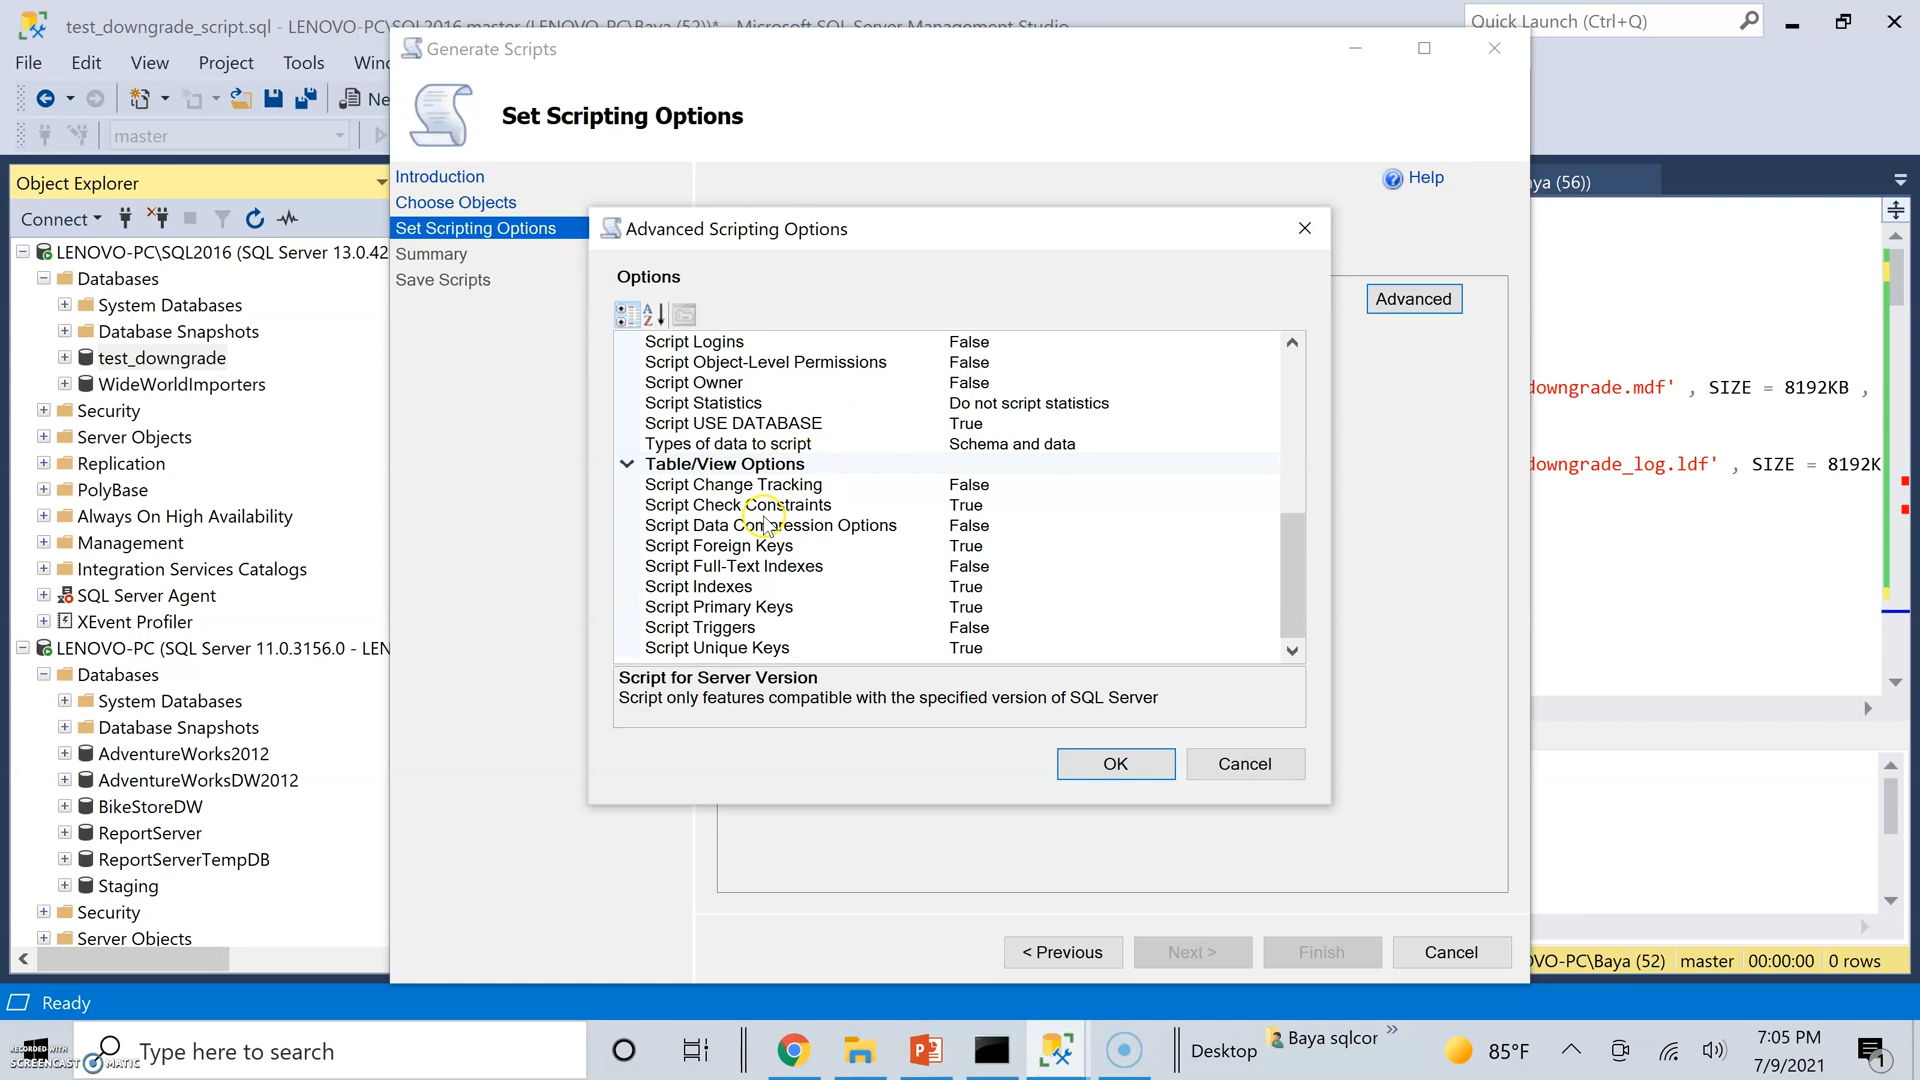 test_downgrade_script.sql - LENOVO-PC\SQL2016 master (LENOVO-PC\Baya (52))* - Microsoft SQL Server Management Studio
Quick Launch (Ctrl+Q)
File Edit View Project Tools
Generate Scripts
Set Scripting Options
master
Object Explorer
Connect
Introduction
Choose Objects
Set Scripting Options
Summary
Save Scripts
Help
Advanced
LENOVO-PC\SQL2016 (SQL Server 13.0.42
Databases
System Databases
Database Snapshots
test_downgrade
WideWorldImporters
Security
Server Objects
Replication
PolyBase
Always On High Availability
Management
Integration Services Catalogs
SQL Server Agent
XEvent Profiler
LENOVO-PC (SQL Server 11.0.3156.0 - LEN
Databases
System Databases
Database Snapshots
AdventureWorks2012
AdventureWorksDW2012
BikeStoreDW
ReportServer
ReportServerTempDB
Staging
Security
Server Objects
Advanced Scripting Options
Options
Script Logins False
Script Object-Level Permissions False
Script Owner False
Script Statistics Do not script statistics
Script USE DATABASE True
Types of data to script Schema and data
Table/View Options
Script Change Tracking False
Script Check Constraints True
Script Data Compression Options False
Script Foreign Keys True
Script Full-Text Indexes False
Script Indexes True
Script Primary Keys True
Script Triggers False
Script Unique Keys True
Script for Server Version
Script only features compatible with the specified version of SQL Server
OK Cancel
< Previous Next > Finish Cancel
aya (56))
downgrade.mdf' , SIZE = 8192KB ,
downgrade_log.ldf' , SIZE = 8192K
VO-PC\Baya (52) master 00:00:00 0 rows
Ready
RECORDED WITH
SCREENCAST MATIC
Type here to search
Desktop
Baya sqlcor
85°F
7:05 PM
7/9/2021
1